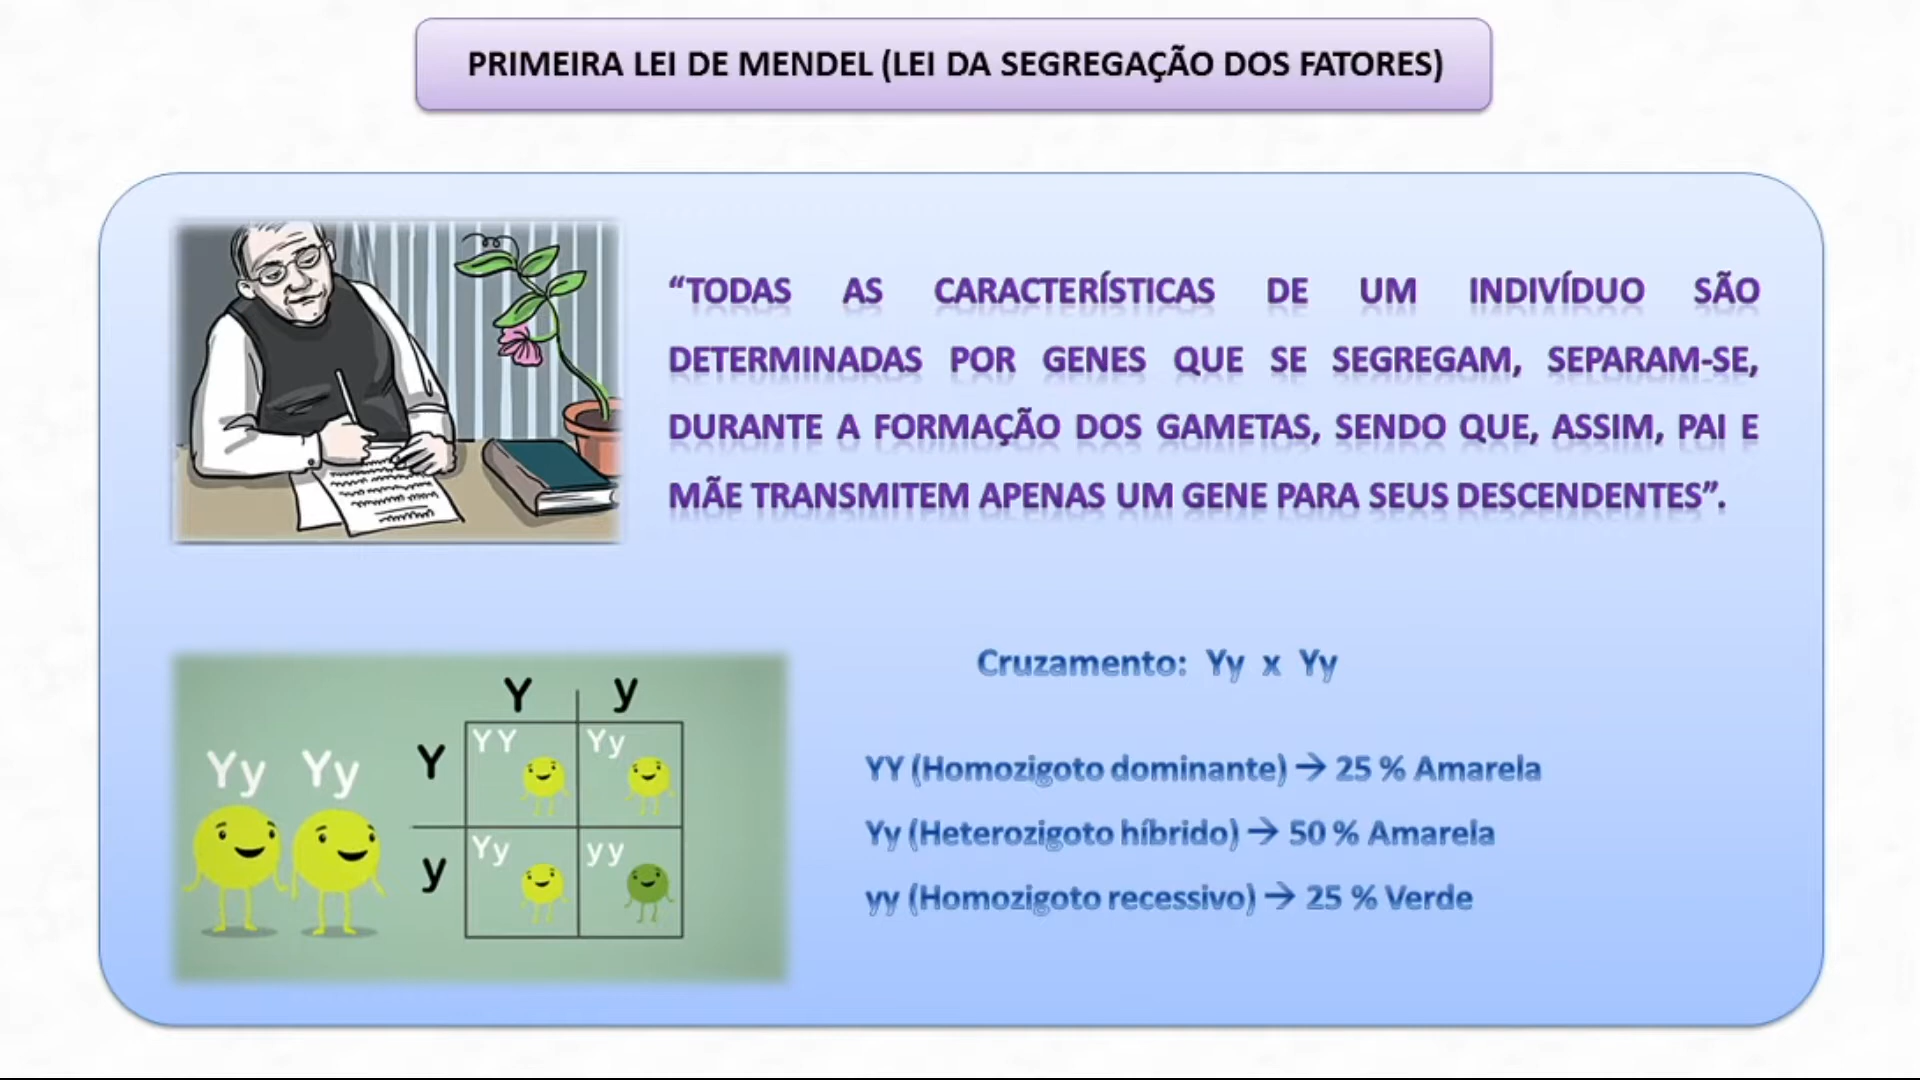 PRIMEIRA LEI DE MENDEL (LEI DA SEGREGAÇÃO DOS FATORES)
“TODAS AS CARACTERÍSTICAS DE UM INDIVÍDUO SÃO
DETERMINADAS POR GENES QUE SE SEGREGAM, SEPARAM-SE,
DURANTE A FORMAÇÃO DOS GAMETAS, SENDO QUE, ASSIM, PAI E
MÃE TRANSMITEM APENAS UM GENE PARA SEUS DESCENDENTES”.
Y y
Yy Yy
Y YY Yy
y Yy yy
Cruzamento: Yy x Yy
YY (Homozigoto dominante) → 25 % Amarela
Yy (Heterozigoto híbrido) → 50 % Amarela
yy (Homozigoto recessivo) → 25 % Verde